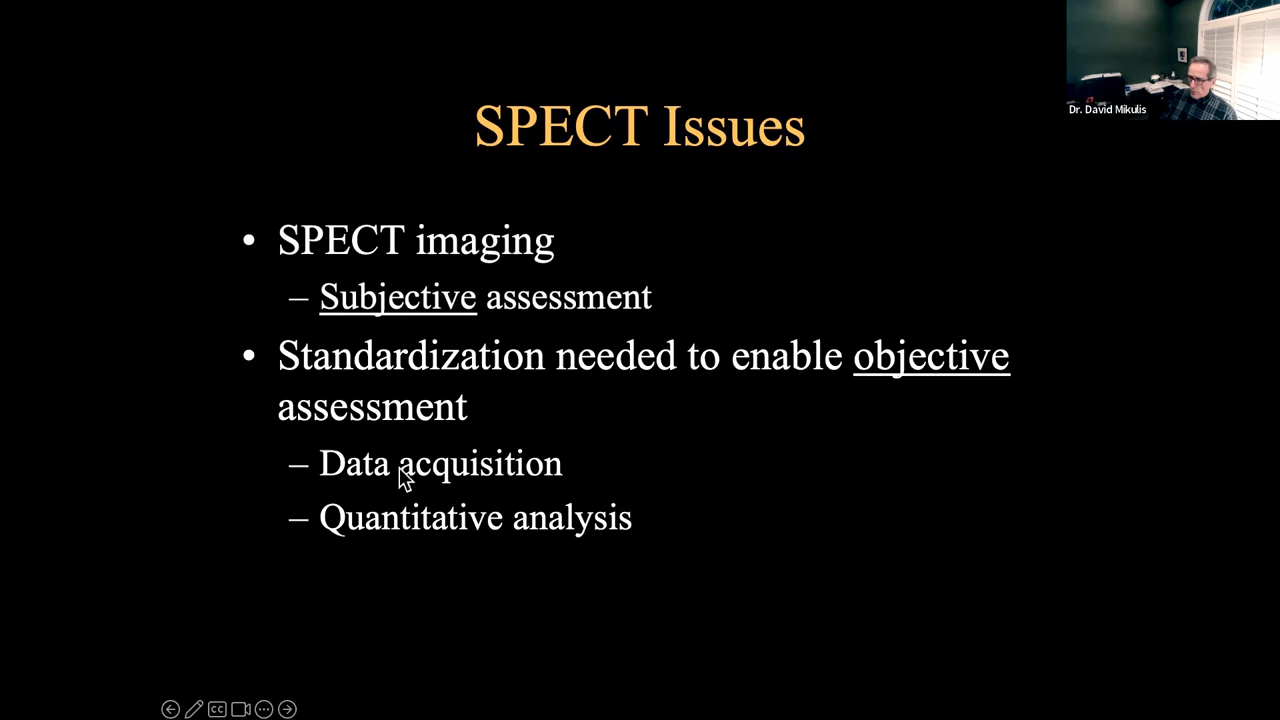 Dr. David Mikulis
SPECT Issues
• SPECT imaging
– Subjective assessment
• Standardization needed to enable objective
assessment
– Data acquisition
– Quantitative analysis
CC